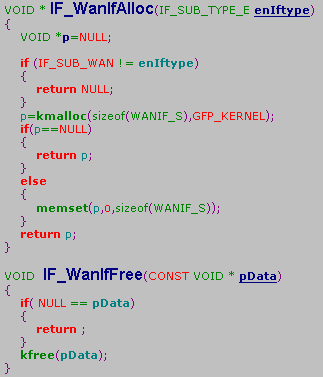 VOID * IF_WanIfAlloc(IF_SUB_TYPE_E enIftype)
{
VOID *p=NULL;
if (IF_SUB_WAN != enIftype)
{
return NULL;
}
p=kmalloc(sizeof(WANIF_S),GFP_KERNEL);
if(p==NULL)
{
return p;
}
else
{
memset(p,0,sizeof(WANIF_S));
}
return p;
}
VOID IF_WanIfFree(CONST VOID * pData)
{
if( NULL == pData)
{
return ;
}
kfree(pData);
}